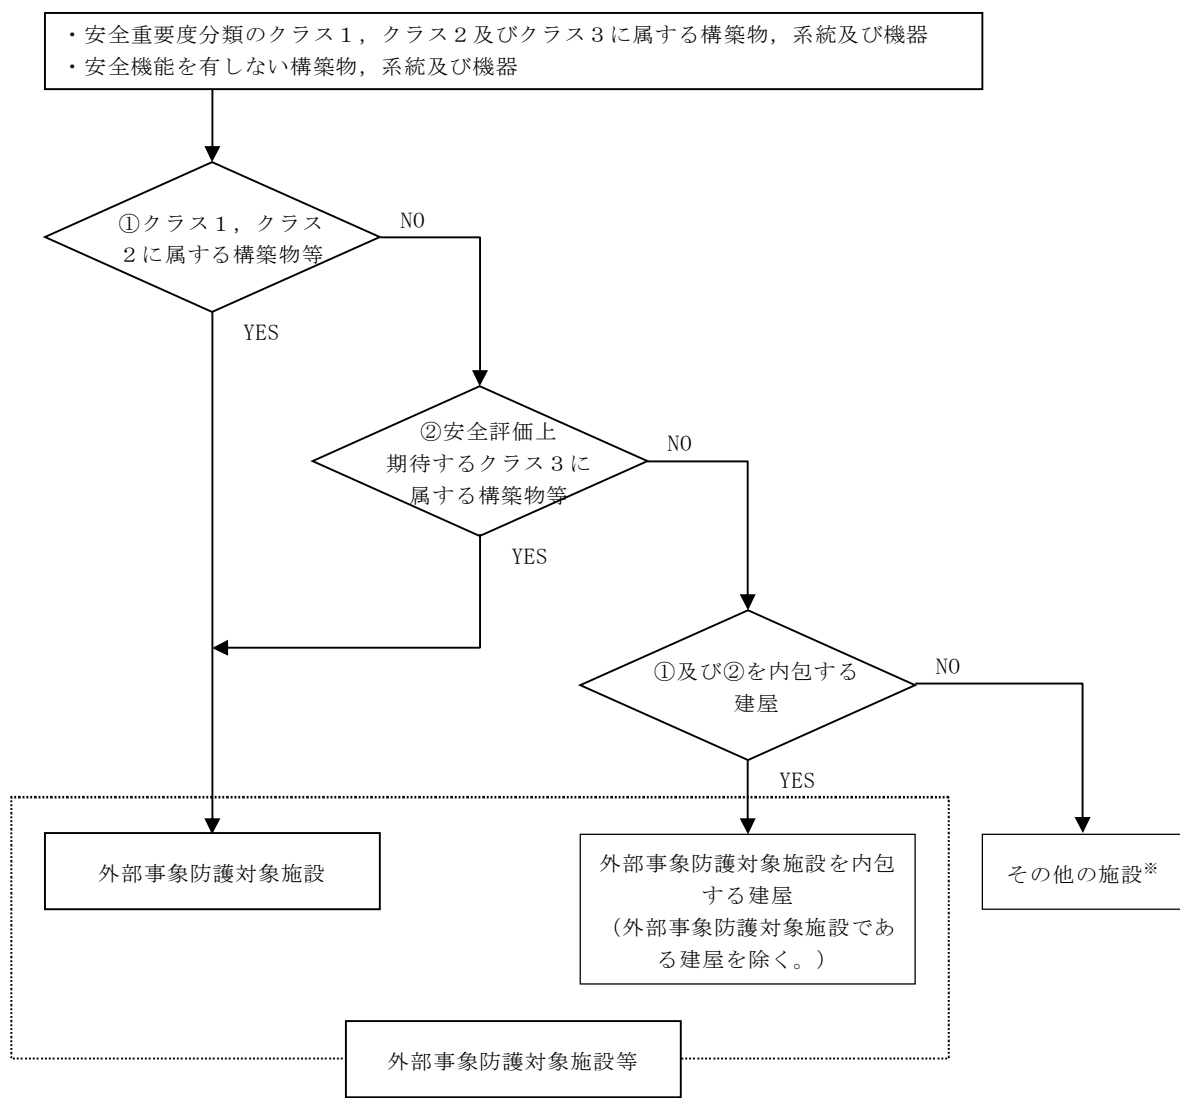 ・安全重要度分類のクラス１，クラス２及びクラス３に属する構築物，系統及び機器
・安全機能を有しない構築物，系統及び機器
①クラス１，クラス
２に属する構築物等
NO
YES
②安全評価上
期待するクラス３に
属する構築物等
NO
YES
①及び②を内包する
建屋
NO
YES
外部事象防護対象施設
外部事象防護対象施設を内包
する建屋
（外部事象防護対象施設であ
る建屋を除く。）
その他の施設※
外部事象防護対象施設等